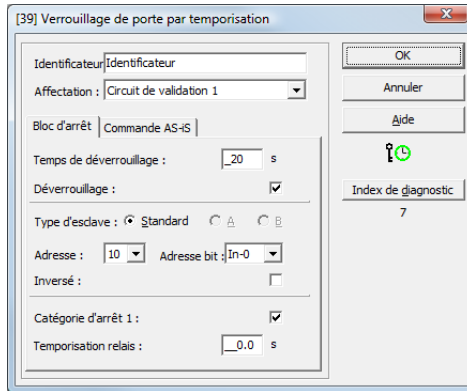 [39] Verrouillage de porte par temporisation
Identificateur Identificateur
Affectation : Circuit de validation 1
Bloc d'arrêt Commande AS-iS
Temps de déverrouillage : _20 s
Déverrouillage :
Type d'esclave : Standard A B
Adresse : 10 Adresse bit : In-0
Inversé :
Catégorie d'arrêt 1 :
Temporisation relais : __0.0 s
OK
Annuler
Aide
Index de diagnostic
7